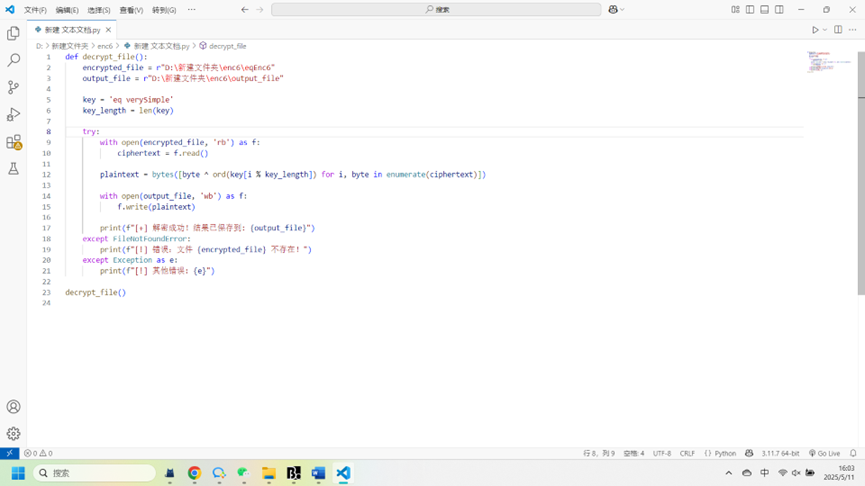 文件(F) 编辑(E) 选择(S) 查看(V) 转到(G) ··· 搜索
新建 文本文档.py
D: > 新建文件夹 > enc6 > 新建 文本文档.py > decrypt_file
1 def decrypt_file():
2 encrypted_file = r"D:\新建文件夹\enc6\eqEnc6"
3 output_file = r"D:\新建文件夹\enc6\output_file"
4
5 key = 'eq verySimple'
6 key_length = len(key)
7
8 try:
9 with open(encrypted_file, 'rb') as f:
10 ciphertext = f.read()
11
12 plaintext = bytes([byte ^ ord(key[i % key_length]) for i, byte in enumerate(ciphertext)])
13
14 with open(output_file, 'wb') as f:
15 f.write(plaintext)
16
17 print(f"[+] 解密成功！结果已保存到: {output_file}")
18 except FileNotFoundError:
19 print(f"[!] 错误: 文件 {encrypted_file} 不存在！")
20 except Exception as e:
21 print(f"[!] 其他错误: {e}")
22
23 decrypt_file()
24
0 0 行 8，列 9 空格: 4 UTF-8 CRLF {} Python 3.11.7 64-bit Go Live
搜索 中 16:03
2025/5/11